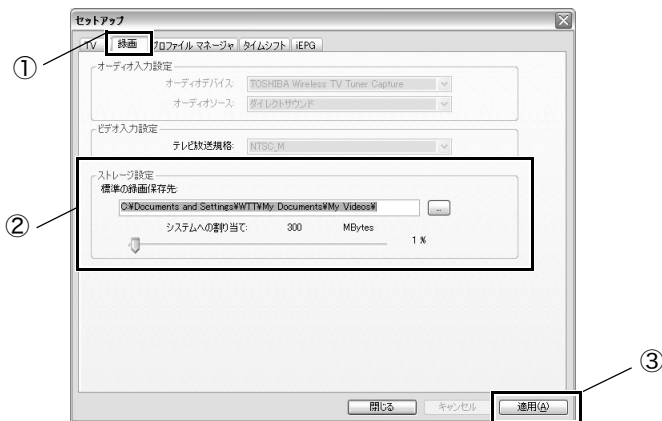 セットアップ
TV 録画 プロファイル マネージャ タイムシフト iEPG
①
オーディオ入力設定
オーディオデバイス: TOSHIBA Wireless TV Tuner Capture
オーディオソース: ダイレクトサウンド
ビデオ入力設定
テレビ放送規格: NTSC_M
ストレージ設定
標準の録画保存先:
②
C:¥Documents and Settings¥WTT¥My Documents¥My Videos¥ ...
システムへの割り当て: 300 MBytes
1 %
③
閉じる キャンセル 適用(A)